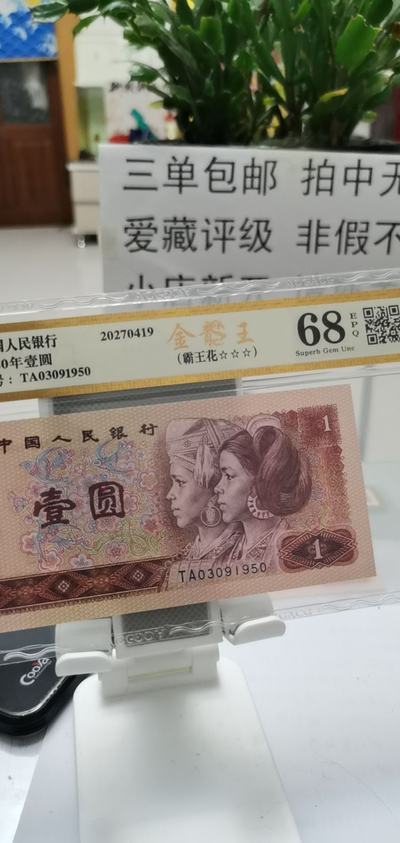 三单包邮 拍中无
爱藏评级 非假不
国人民银行
0年壹圆
号：TA03091950
20270419
金龍王
(霸王花☆☆☆)
68
EPQ
Superb Gem Unc
中国人民银行
壹圆
1
TA03091950
1
Coosa